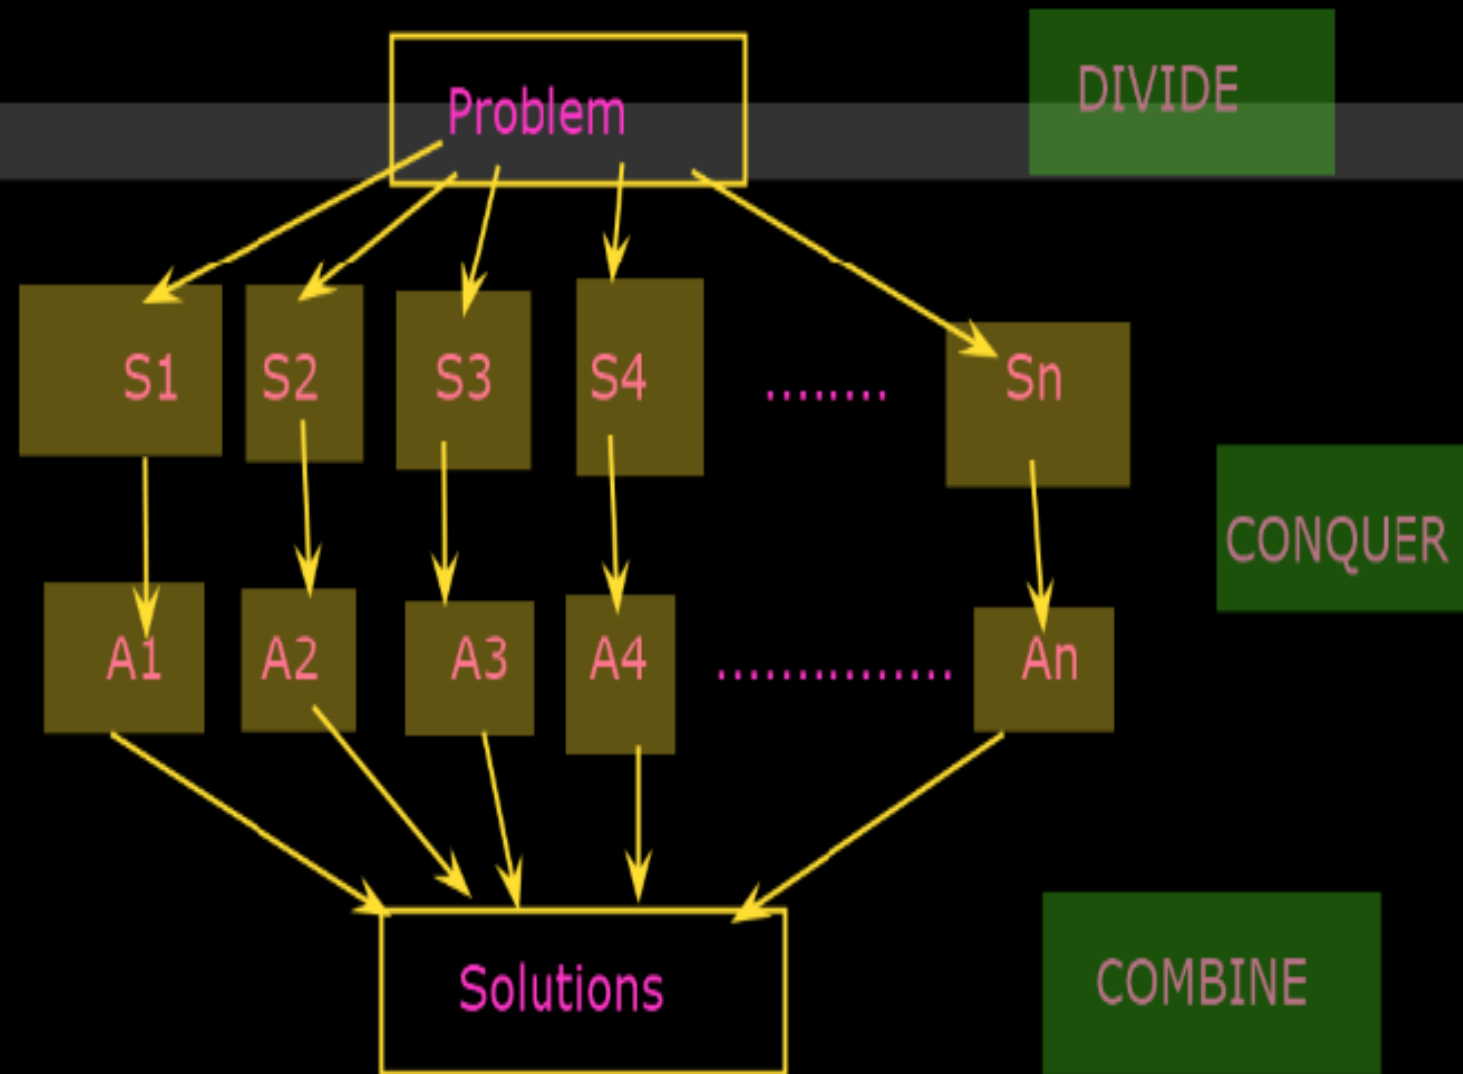 DIVIDE
Problem
S1 S2 S3 S4 ........ Sn
CONQUER
A1 A2 A3 A4 ............... An
COMBINE
Solutions